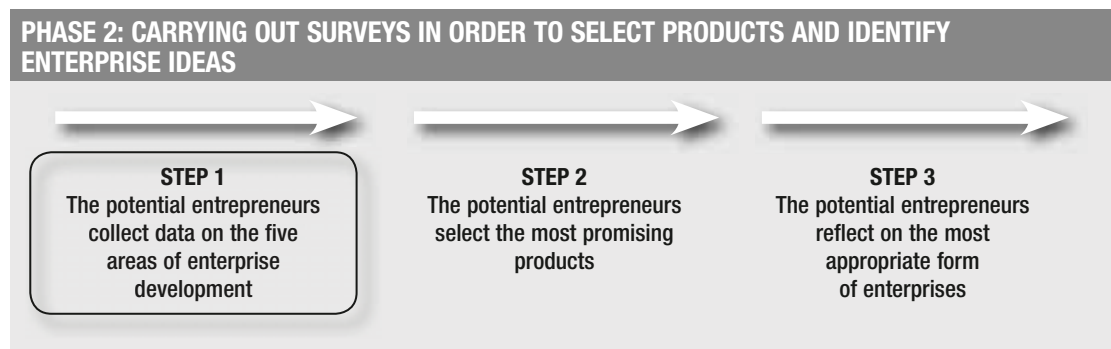 PHASE 2: CARRYING OUT SURVEYS IN ORDER TO SELECT PRODUCTS AND IDENTIFY
ENTERPRISE IDEAS
STEP 1
The potential entrepreneurs
collect data on the five
areas of enterprise
development
STEP 2
The potential entrepreneurs
select the most promising
products
STEP 3
The potential entrepreneurs
reflect on the most
appropriate form
of enterprises